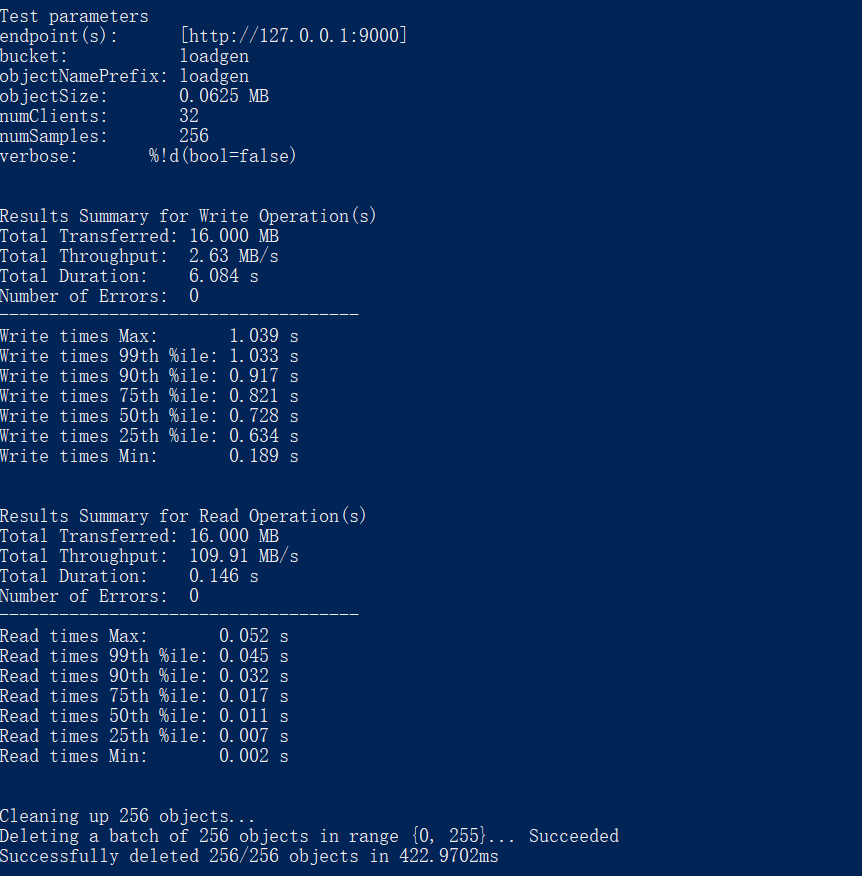 Test parameters
endpoint(s):      [http://127.0.0.1:9000]
bucket:           loadgen
objectNamePrefix: loadgen
objectSize:       0.0625 MB
numClients:       32
numSamples:       256
verbose:       %!d(bool=false)
Results Summary for Write Operation(s)
Total Transferred: 16.000 MB
Total Throughput:  2.63 MB/s
Total Duration:    6.084 s
Number of Errors:  0
------------------------------------
Write times Max:       1.039 s
Write times 99th %ile: 1.033 s
Write times 90th %ile: 0.917 s
Write times 75th %ile: 0.821 s
Write times 50th %ile: 0.728 s
Write times 25th %ile: 0.634 s
Write times Min:       0.189 s
Results Summary for Read Operation(s)
Total Transferred: 16.000 MB
Total Throughput:  109.91 MB/s
Total Duration:    0.146 s
Number of Errors:  0
------------------------------------
Read times Max:       0.052 s
Read times 99th %ile: 0.045 s
Read times 90th %ile: 0.032 s
Read times 75th %ile: 0.017 s
Read times 50th %ile: 0.011 s
Read times 25th %ile: 0.007 s
Read times Min:       0.002 s
Cleaning up 256 objects...
Deleting a batch of 256 objects in range {0, 255}... Succeeded
Successfully deleted 256/256 objects in 422.9702ms